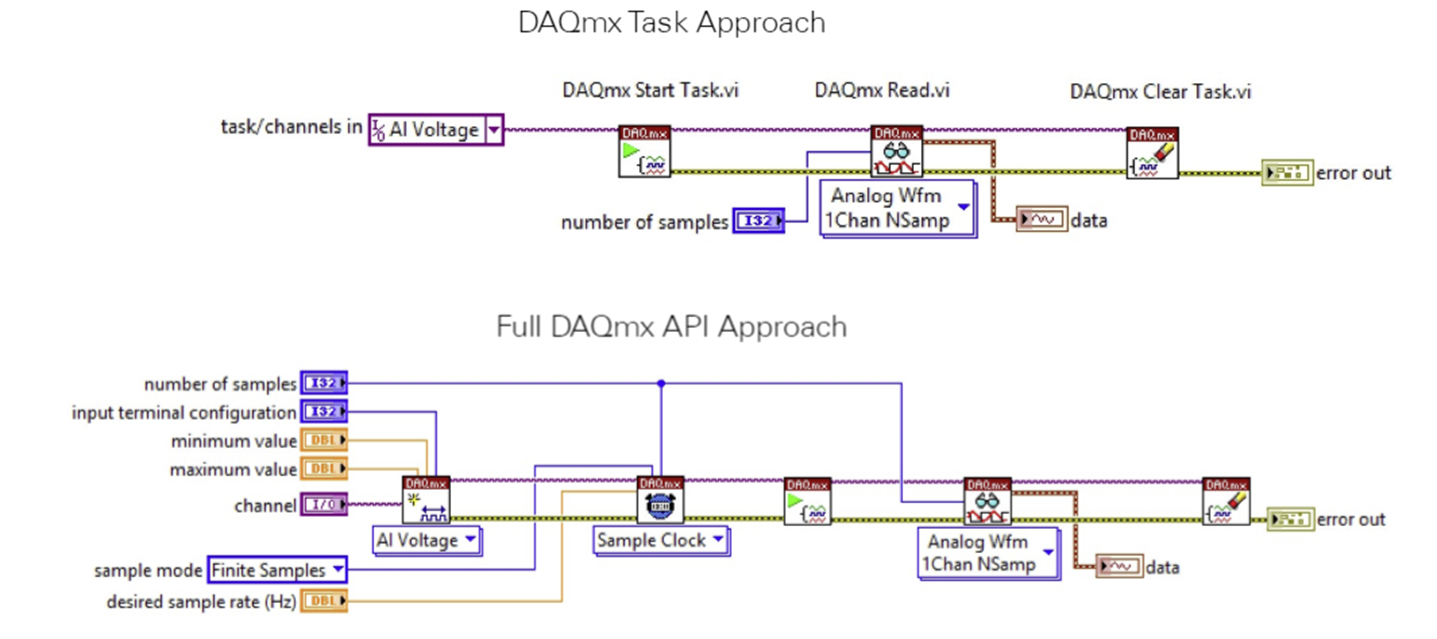 DAQmx Task Approach
DAQmx Start Task.vi
DAQmx Read.vi
DAQmx Clear Task.vi
task/channels in
I/O AI Voltage
DAQmx
DAQmx
DAQmx
error out
Analog Wfm
1Chan NSamp
number of samples
I32
data
Full DAQmx API Approach
number of samples
I32
input terminal configuration
I32
minimum value
DBL
maximum value
DBL
channel
I/O
DAQmx
DAQmx
DAQmx
DAQmx
DAQmx
error out
AI Voltage
Sample Clock
Analog Wfm
1Chan NSamp
sample mode
Finite Samples
data
desired sample rate (Hz)
DBL